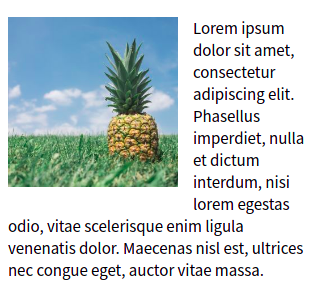 Lorem ipsum
dolor sit amet,
consectetur
adipiscing elit.
Phasellus
imperdiet, nulla
et dictum
interdum, nisi
lorem egestas
odio, vitae scelerisque enim ligula
venenatis dolor. Maecenas nisl est, ultrices
nec congue eget, auctor vitae massa.